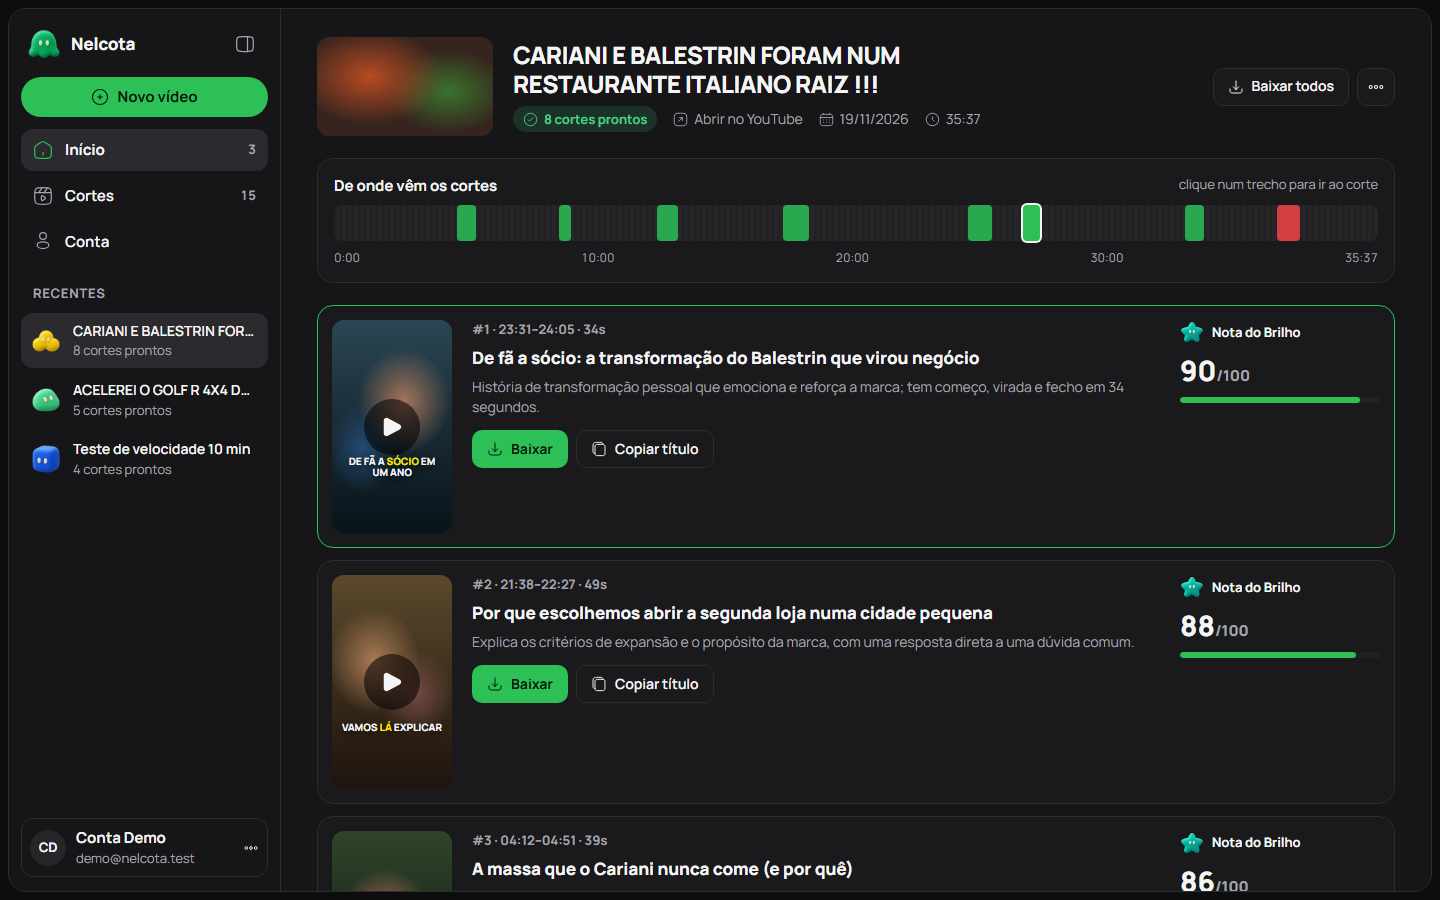 Nelcota
Novo vídeo
Início 3
Cortes 15
Conta
RECENTES
CARIANI E BALESTRIN FOR...
8 cortes prontos
ACELEREI O GOLF R 4X4 D...
5 cortes prontos
Teste de velocidade 10 min
4 cortes prontos
CD
Conta Demo
demo@nelcota.test
CARIANI E BALESTRIN FORAM NUM
RESTAURANTE ITALIANO RAIZ !!!
8 cortes prontos Abrir no YouTube 19/11/2026 35:37
Baixar todos
De onde vêm os cortes
clique num trecho para ir ao corte
0:00 10:00 20:00 30:00 35:37
DE FÃ A SÓCIO EM
UM ANO
#1 · 23:31–24:05 · 34s
De fã a sócio: a transformação do Balestrin que virou negócio
História de transformação pessoal que emociona e reforça a marca; tem começo, virada e fecho em 34
segundos.
Baixar Copiar título
Nota do Brilho
90/100
VAMOS LÁ EXPLICAR
#2 · 21:38–22:27 · 49s
Por que escolhemos abrir a segunda loja numa cidade pequena
Explica os critérios de expansão e o propósito da marca, com uma resposta direta a uma dúvida comum.
Baixar Copiar título
Nota do Brilho
88/100
#3 · 04:12–04:51 · 39s
A massa que o Cariani nunca come (e por quê)
Nota do Brilho
86/100